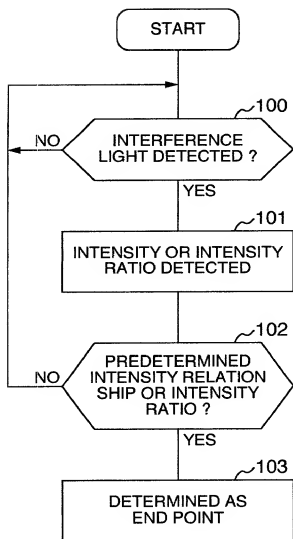 START
100
INTERFERENCE
LIGHT DETECTED ?
NO
YES
101
INTENSITY OR INTENSITY
RATIO DETECTED
102
PREDETERMINED
INTENSITY RELATION
SHIP OR INTENSITY
RATIO ?
NO
YES
103
DETERMINED AS
END POINT